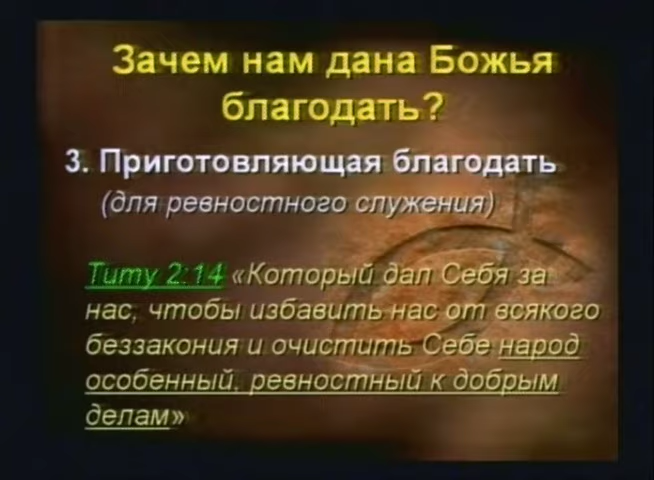 Зачем нам дана Божья
благодать?
3. Приготовляющая благодать
(для ревностного служения)
Титу 2:14 «Который дал Себя за
нас, чтобы избавить нас от всякого
беззакония и очистить Себе народ
особенный, ревностный к добрым
делам»